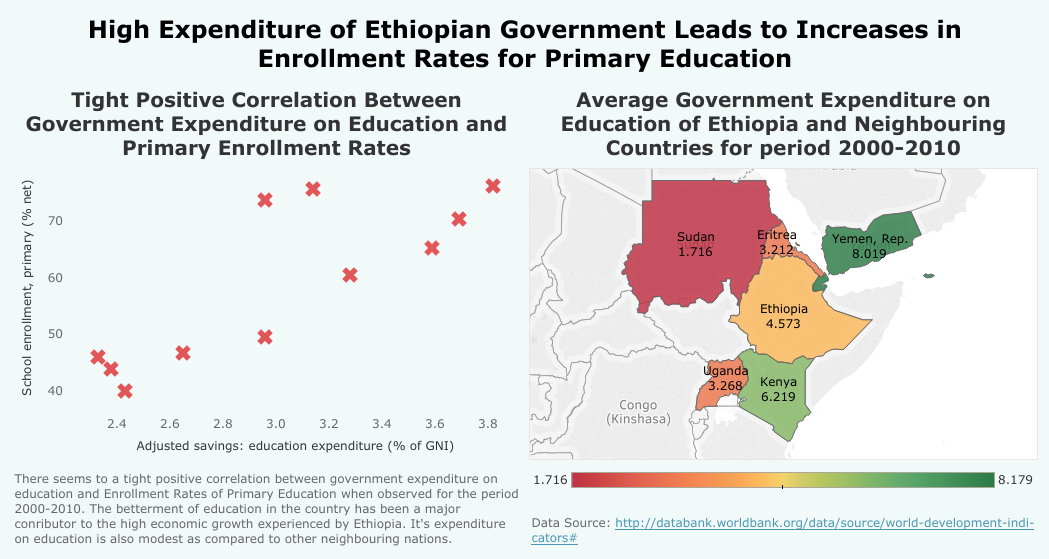 High Expenditure of Ethiopian Government Leads to Increases in
Enrollment Rates for Primary Education
Tight Positive Correlation Between
Government Expenditure on Education and
Primary Enrollment Rates
School enrollment, primary (% net)
70
60
50
40
2.4
2.6
2.8
3.0
3.2
3.4
3.6
3.8
Adjusted savings: education expenditure (% of GNI)
There seems to a tight positive correlation between government expenditure on
education and Enrollment Rates of Primary Education when observed for the period
2000-2010. The betterment of education in the country has been a major
conributor to the high economic growth experienced by Ethiopia. It's expenditure
on education is also modest as compared to other neighbouring nations.
Average Government Expenditure on
Education of Ethiopia and Neighbouring
Countries for period 2000-2010
Sudan
1.716
Eritrea
3.212
Yemen, Rep.
8.019
Ethiopia
4.573
Uganda
3.268
Kenya
6.219
Congo
(Kinshasa)
1.716
8.179
Data Source: http://databank.worldbank.org/data/source/world-development-indi-
cators#